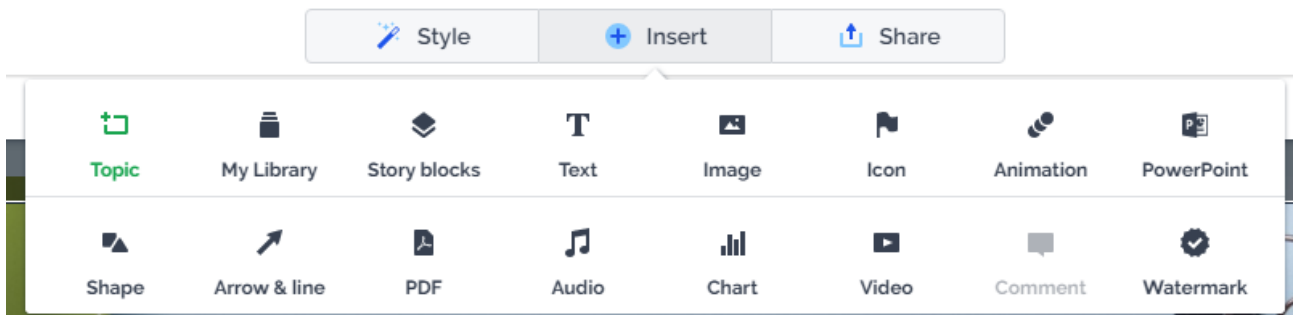 Style Insert Share
Topic My Library Story blocks Text Image Icon Animation PowerPoint
Shape Arrow & line PDF Audio Chart Video Comment Watermark